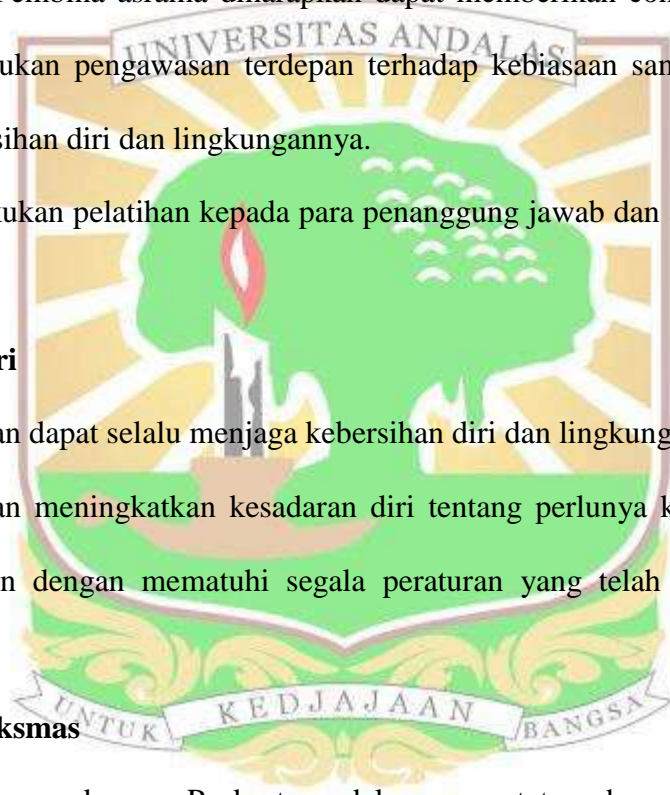 embina asrama diharapkan dapat memberikan con
UNIVERSITAS ANDALAS
ukan pengawasan terdepan terhadap kebiasaan san
sihan diri dan lingkungannya.
kukan pelatihan kepada para penanggung jawab dan
ri
an dapat selalu menjaga kebersihan diri dan lingkung
an meningkatkan kesadaran diri tentang perlunya k
n dengan mematuhi segala peraturan yang telah
UNTUK KEDJAJAAN BANGSA
ksmas